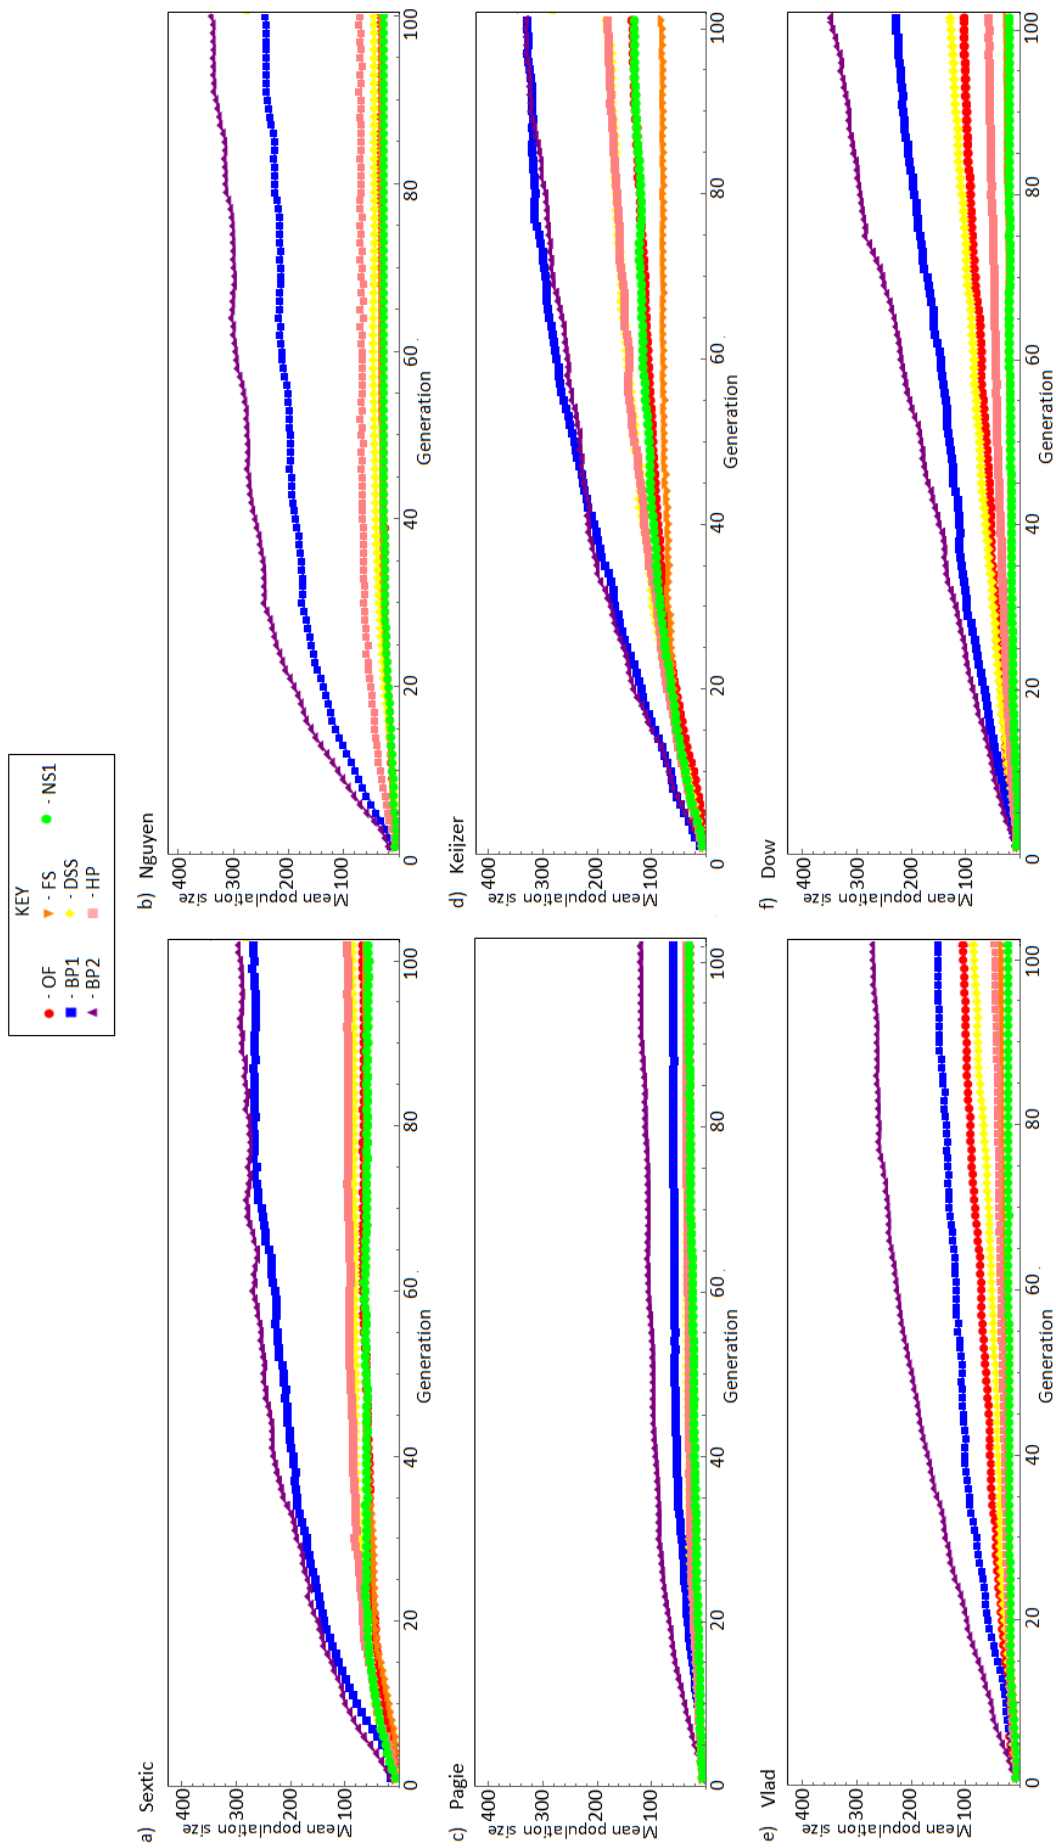 KEY
- OF
- FS
- NS1
- BP1
- DSS
- BP2
- HP
a) Sextic
400
300
200
100
Mean population size
0
20
40
60
80
100
Generation
b) Nguyen
400
300
200
100
Mean population size
0
20
40
60
80
100
Generation
c) Pagie
400
300
200
100
Mean population size
0
20
40
60
80
100
Generation
d) Keijzer
400
300
200
100
Mean population size
0
20
40
60
80
100
Generation
e) Vlad
400
300
200
100
Mean population size
0
20
40
60
80
100
Generation
f) Dow
400
300
200
100
Mean population size
0
20
40
60
80
100
Generation